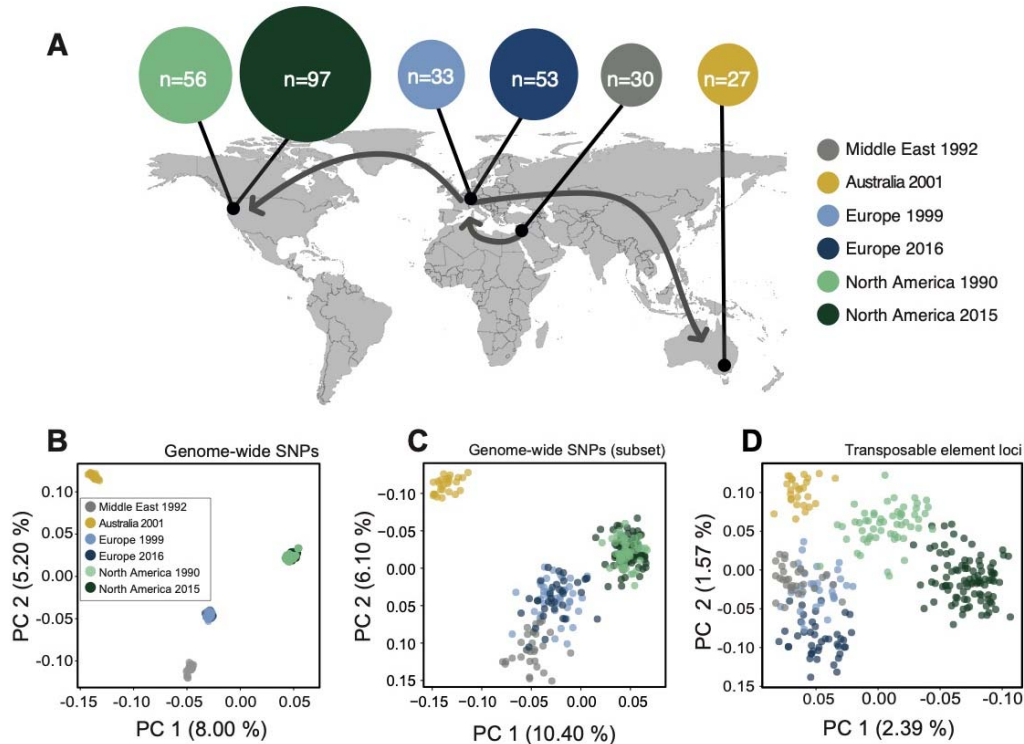 A
n=56
n=97
n=33
n=53
n=30
n=27
Middle East 1992
Australia 2001
Europe 1999
Europe 2016
North America 1990
North America 2015
B
Genome-wide SNPs
0.10
0.05
0.00
-0.05
-0.10
PC 2 (5.20 %)
Middle East 1992
Australia 2001
Europe 1999
Europe 2016
North America 1990
North America 2015
-0.15 -0.10 -0.05 0.00 0.05
PC 1 (8.00 %)
C
Genome-wide SNPs (subset)
−0.10
−0.05
0.00
0.05
0.10
0.15
PC 2 (6.10 %)
−0.15 −0.10 −0.05 0.00 0.05
PC 1 (10.40 %)
D
Transposable element loci
0.10
0.05
0.00
-0.05
-0.10
0.15
PC 2 (1.57 %)
0.05 0.00 -0.05 -0.10
PC 1 (2.39 %)